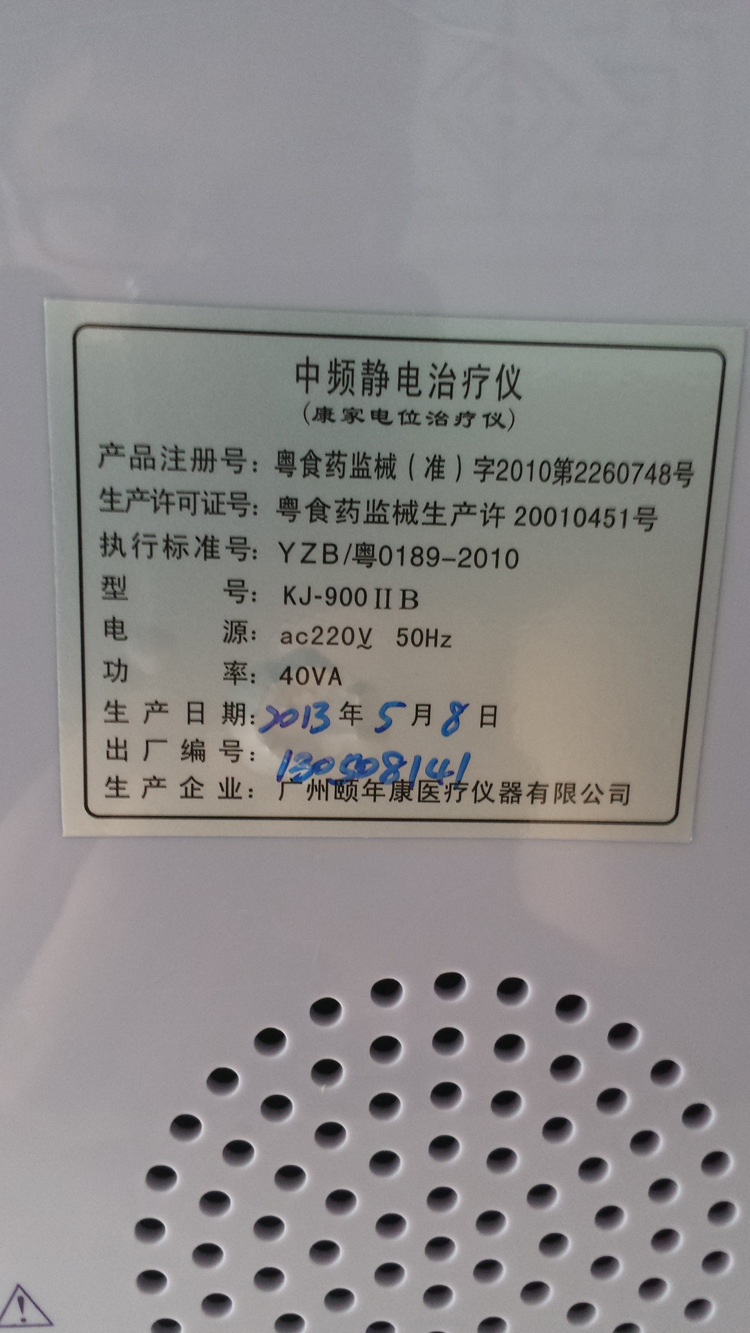 中频静电治疗仪
(康家电位治疗仪)
产品注册号：粤食药监械（准）字2010第2260748号
生产许可证号：粤食药监械生产许 20010451号
执行标准号：YZB/粤0189-2010
型 号：KJ-900ⅡB
电 源：ac220V 50Hz
功 率：40VA
生产日期：2013年5月8日
出厂编号：130508141
生产企业：广州颐年康医疗仪器有限公司